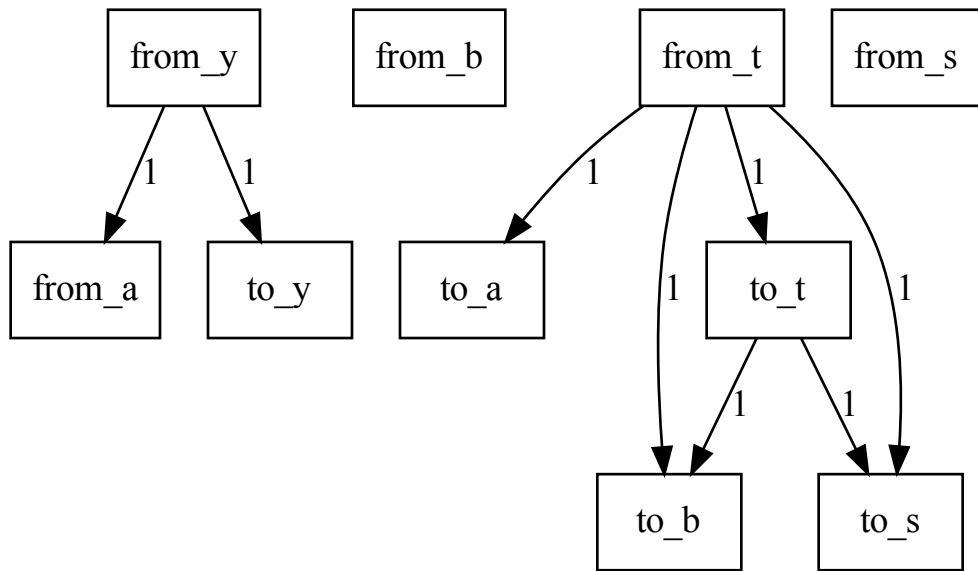 from_y
from_b
from_t
from_s
1
1
1
1
from_a
to_y
to_a
to_t
1
1
1
1
to_b
to_s